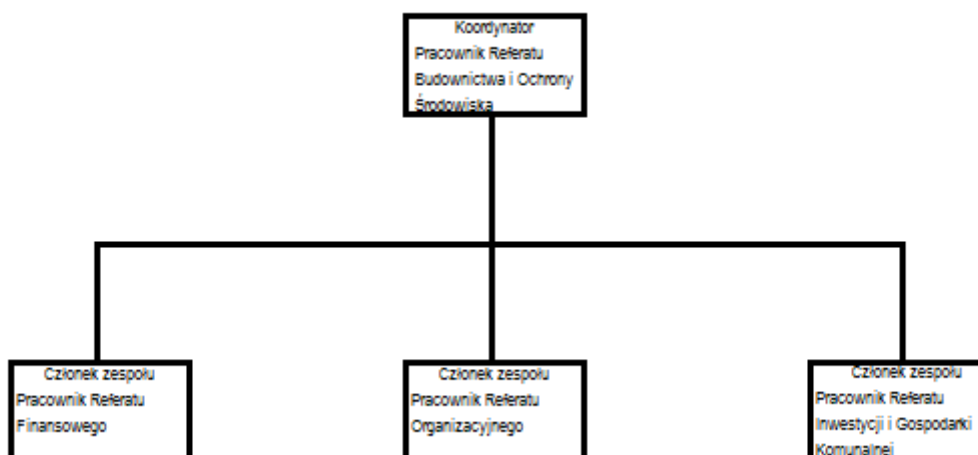 Koordynator
Pracownik Referatu
Budownictwa i Ochrony
Środowiska
Członek zespołu
Pracownik Referatu
Finansowego
Członek zespołu
Pracownik Referatu
Organizacyjnego
Członek zespołu
Pracownik Referatu
Inwestycji i Gospodarki
Komunalnej